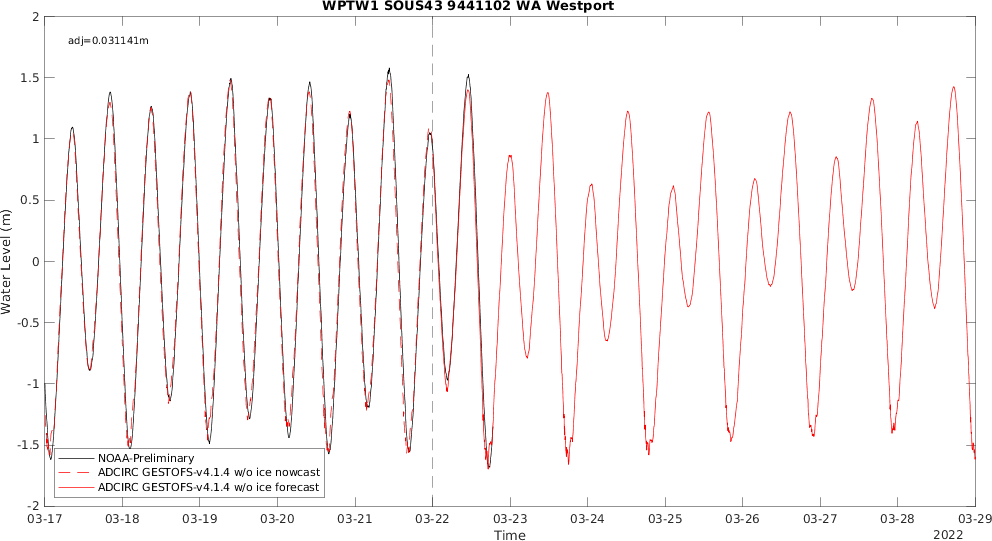 WPTW1 SOUS43 9441102 WA Westport
adj=0.031141m
2
1.5
1
0.5
0
-0.5
-1
-1.5
-2
Water Level (m)
NOAA-Preliminary
ADCIRC GESTOFS-v4.1.4 w/o ice nowcast
ADCIRC GESTOFS-v4.1.4 w/o ice forecast
03-17 03-18 03-19 03-20 03-21 03-22 03-23 03-24 03-25 03-26 03-27 03-28 03-29
Time
2022